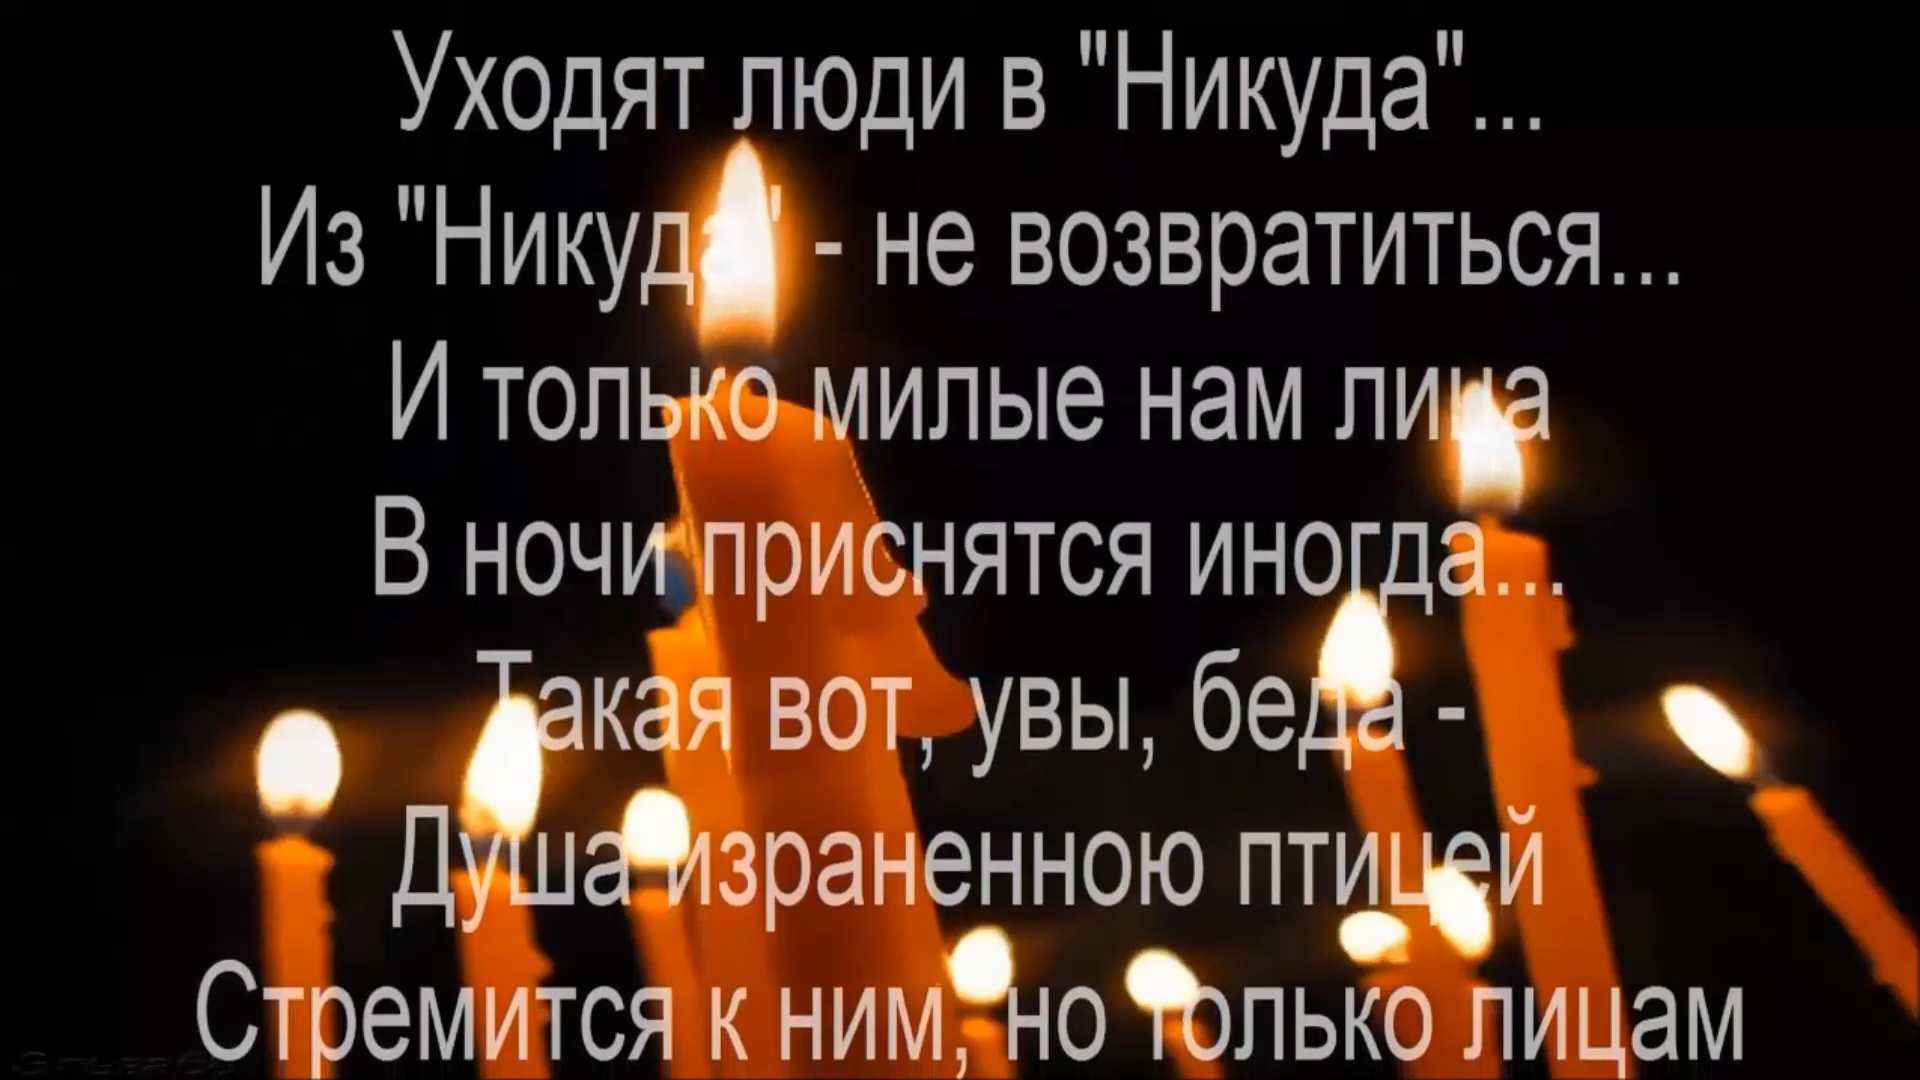 Уходят люди в "Никуда"...
Из "Никуда" - не возвратиться...
И только милые нам лица
В ночи приснятся иногда...
Такая вот, увы, беда -
Душа израненною птицей
Стремится к ним, но только лицам